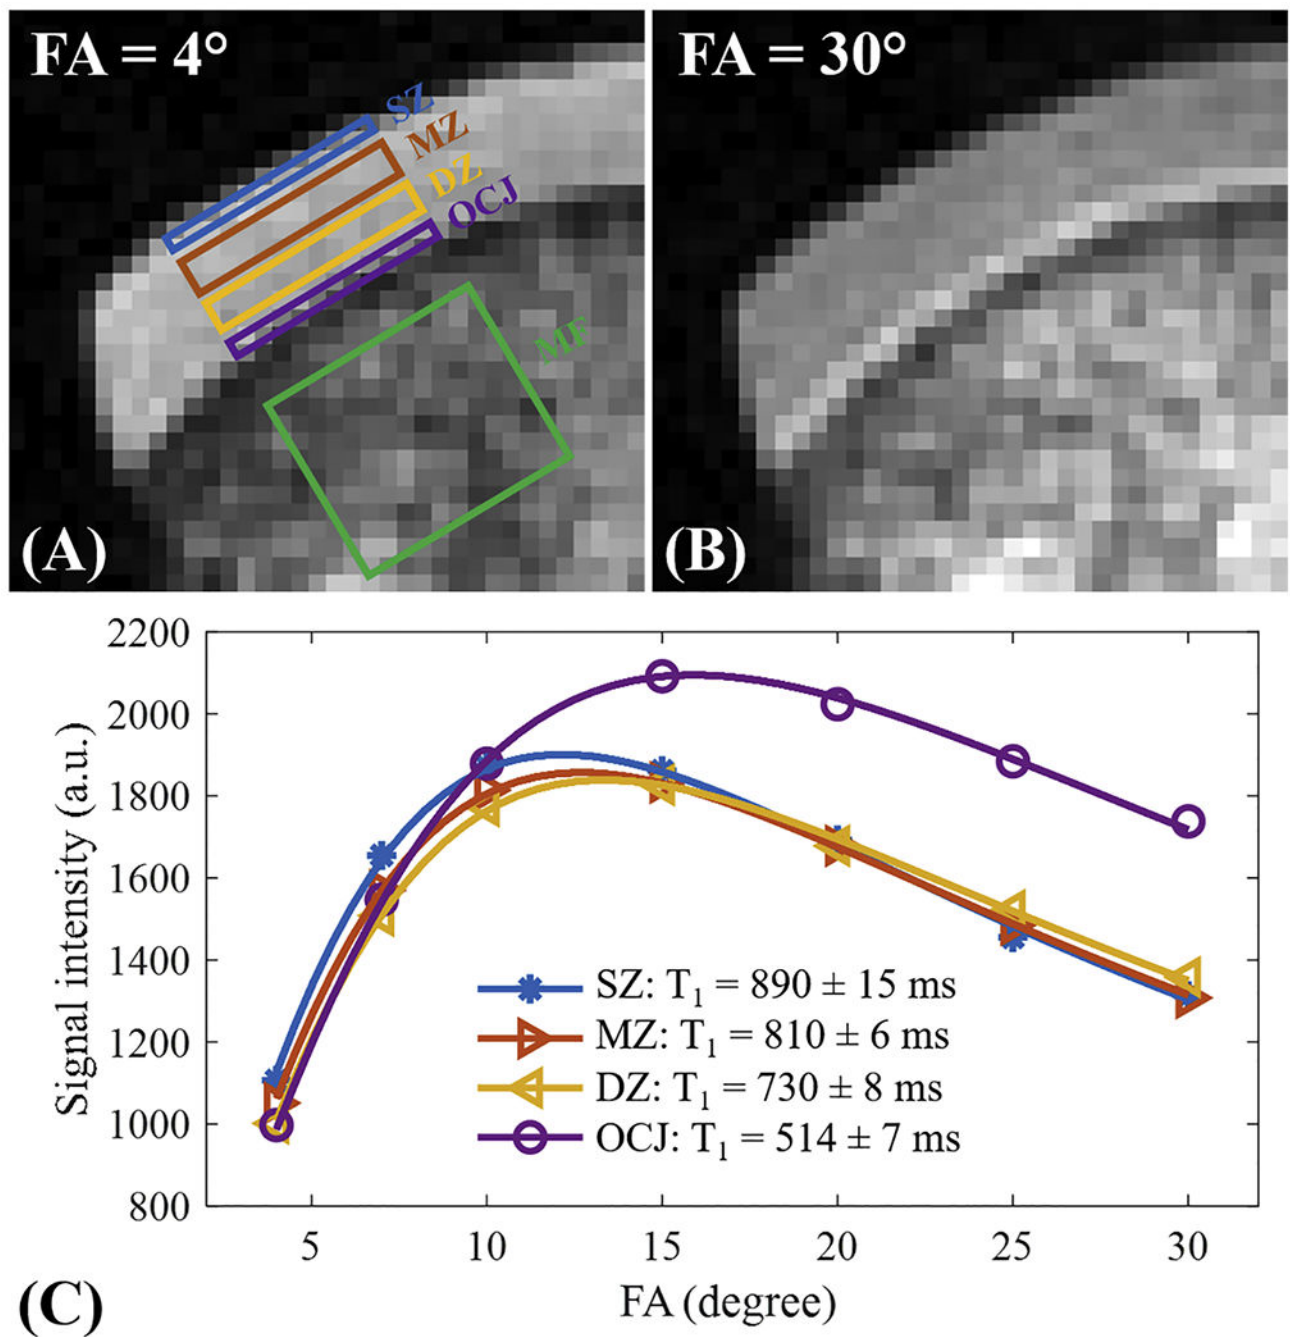 FA = 4°
SZ
MZ
DZ
OCJ
MF
(A)
FA = 30°
(B)
2200
2000
1800
1600
1400
1200
1000
800
Signal intensity (a.u.)
SZ: T₁ = 890 ± 15 ms
MZ: T₁ = 810 ± 6 ms
DZ: T₁ = 730 ± 8 ms
OCJ: T₁ = 514 ± 7 ms
5 10 15 20 25 30
FA (degree)
(C)